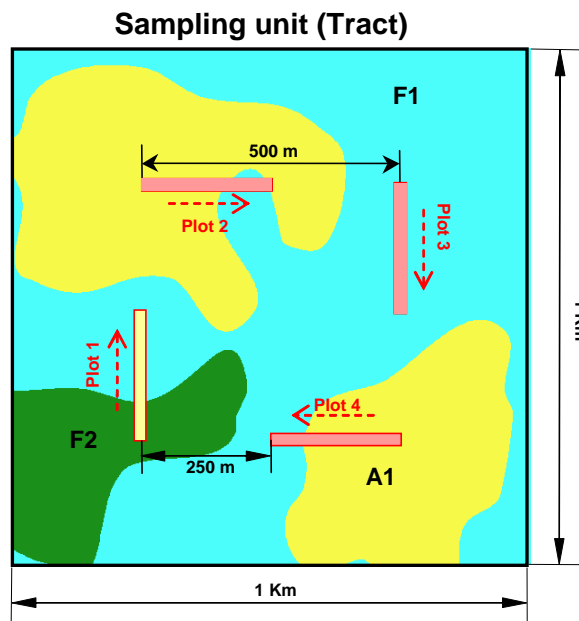 Sampling unit (Tract)
F1
500 m
Plot 2
Plot 3
Plot 1
Plot 4
F2
250 m
A1
1 Km